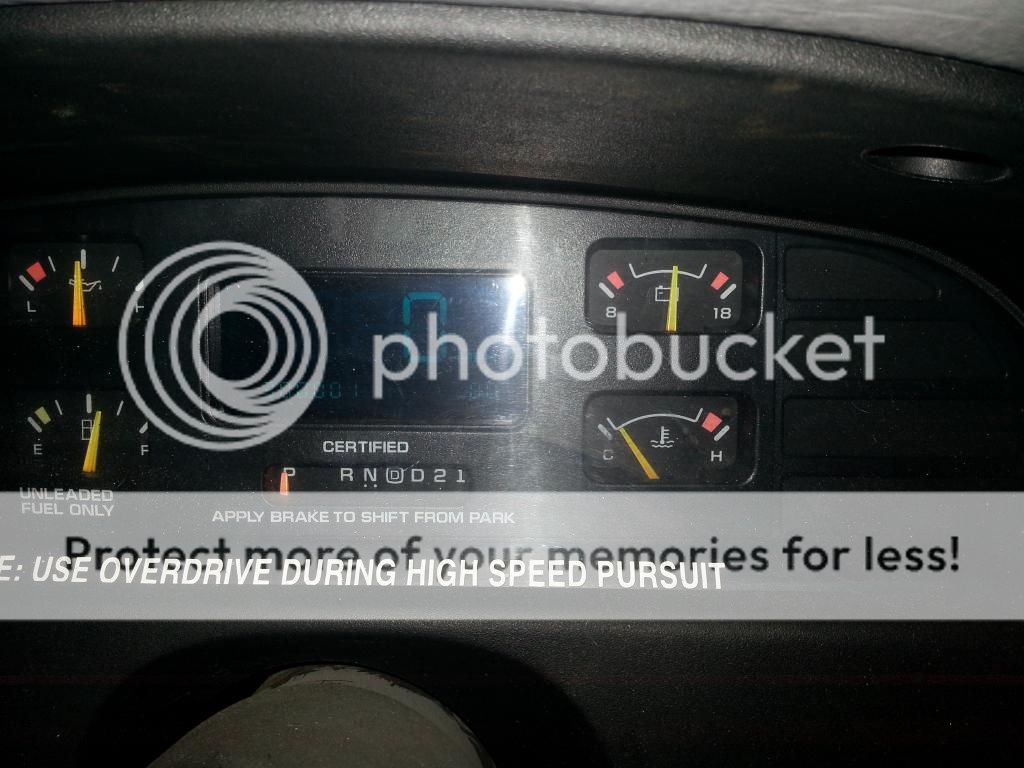 L H
0
8 18
photobucket
CERTIFIED
E F
C H
P R N D D 2 1
UNLEADED
FUEL ONLY
APPLY BRAKE TO SHIFT FROM PARK
Protect more of your memories for less!
E: USE OVERDRIVE DURING HIGH SPEED PURSUIT